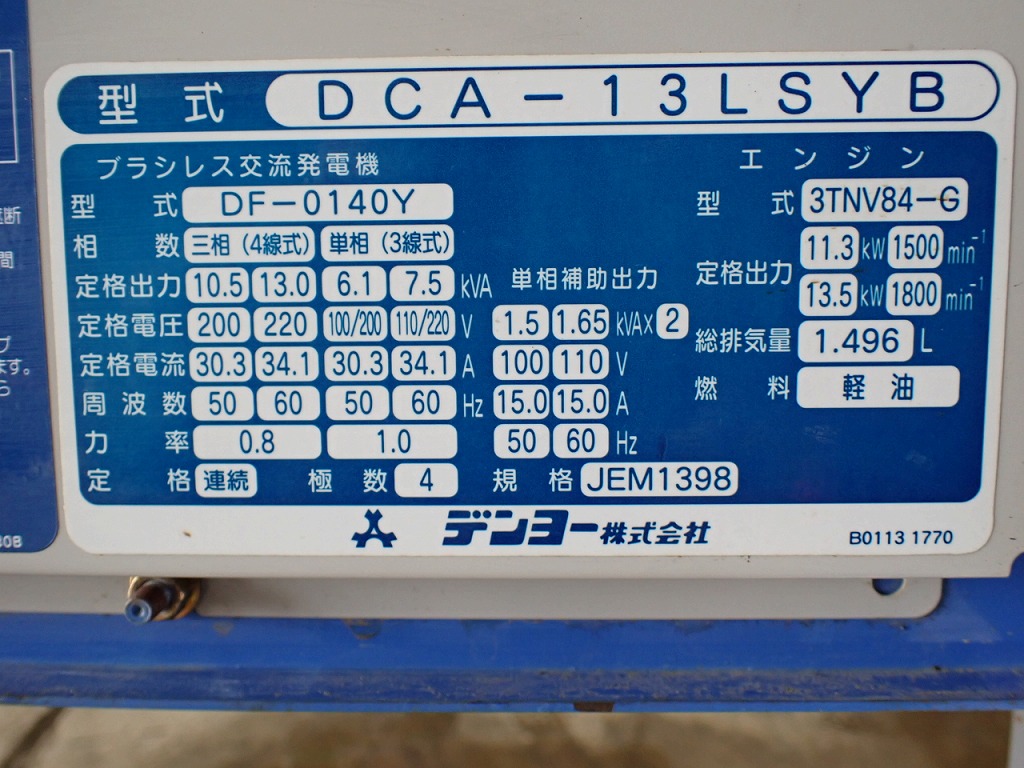 型式 DCA-13LSYB
ブラシレス交流発電機
型式 DF-0140Y
相数 三相(4線式) 単相(3線式)
定格出力 10.5 13.0 6.1 7.5 kVA
定格電圧 200 220 100/200 110/220 V
定格電流 30.3 34.1 30.3 34.1 A
周波数 50 60 50 60 Hz
力率 0.8 1.0
定格 連続 極数 4 規格 JEM1398
単相補助出力
1.5 1.65 kVA×2
100 110 V
15.0 15.0 A
50 60 Hz
エンジン
型式 3TNV84-G
定格出力 11.3 kW 1500 min⁻¹
13.5 kW 1800 min⁻¹
総排気量 1.496 L
燃料 軽油
デンヨー株式会社
B0113 1770
断
間
ます。
ら